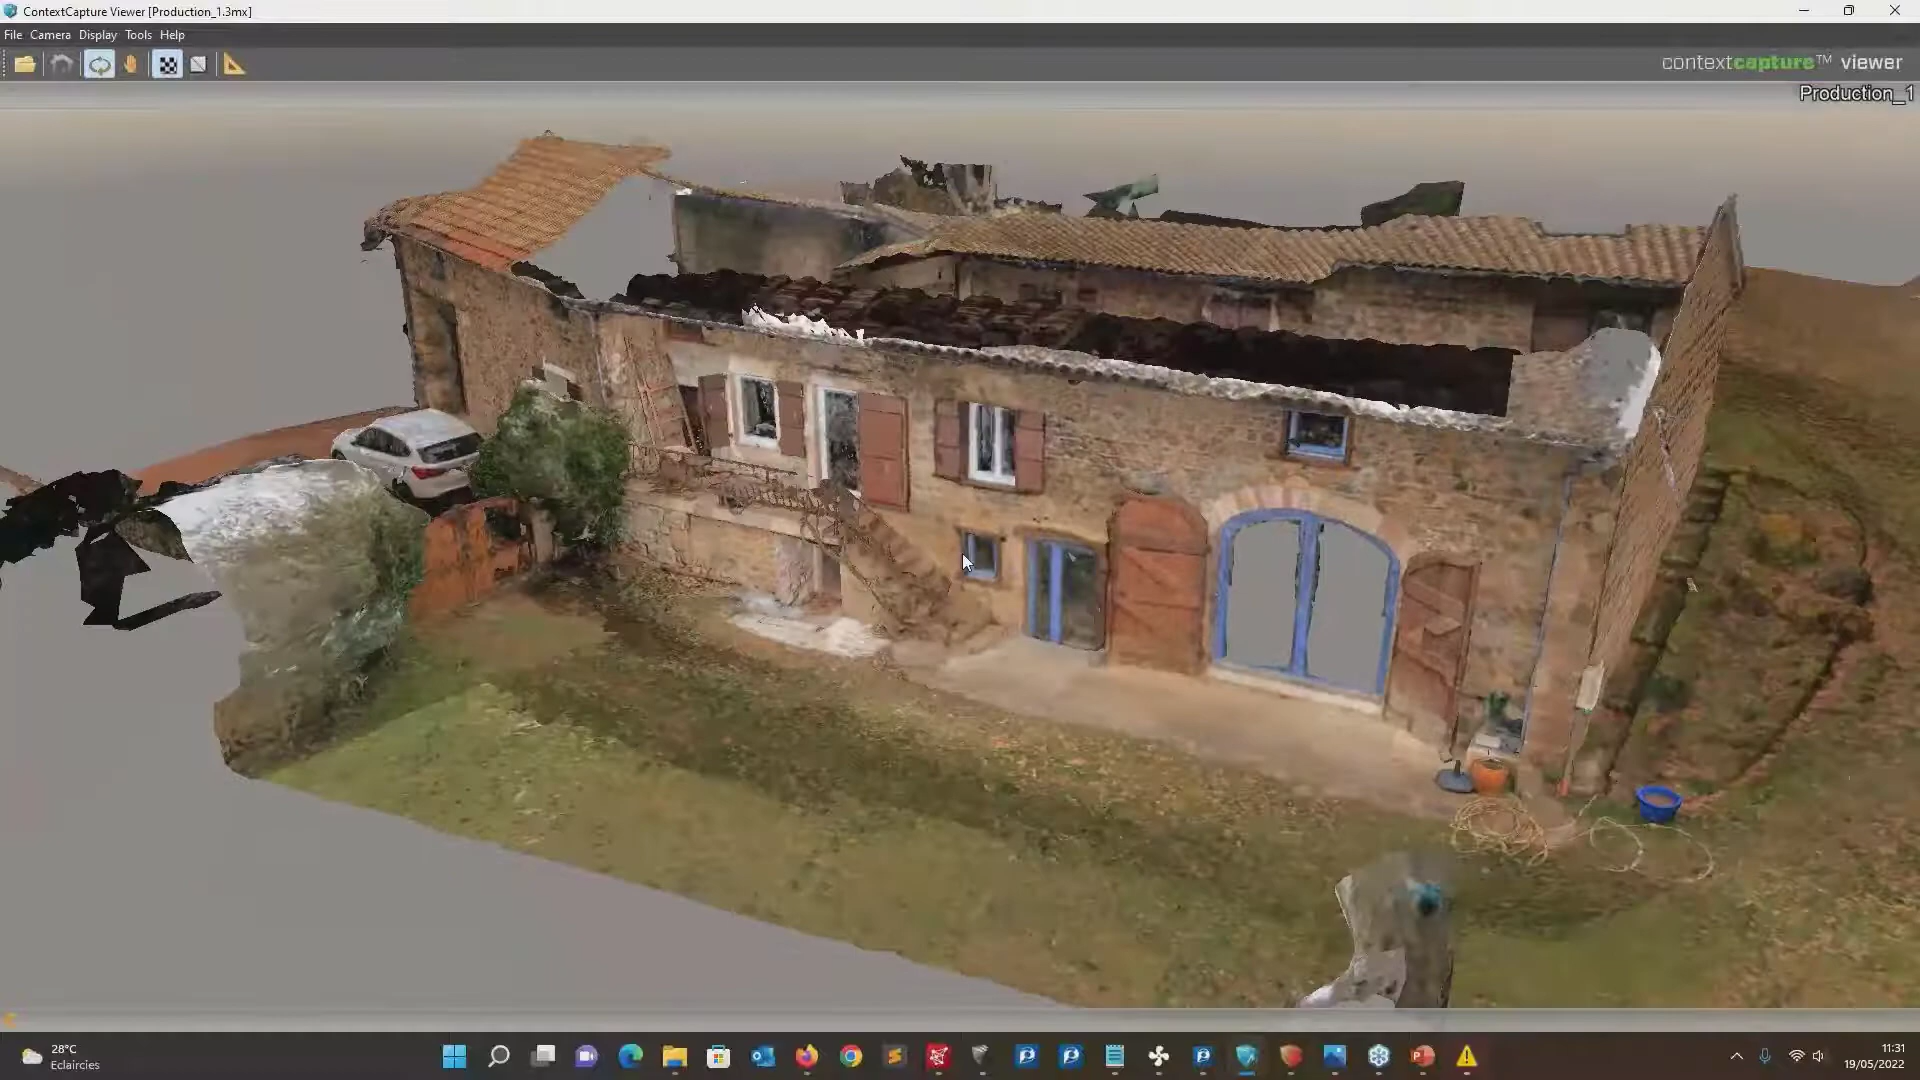 ContextCapture Viewer [Production_1.3mx]
File Camera Display Tools Help
contextcapture™ viewer
Production_1
28°C
Eclaircies
11:31
19/05/2022